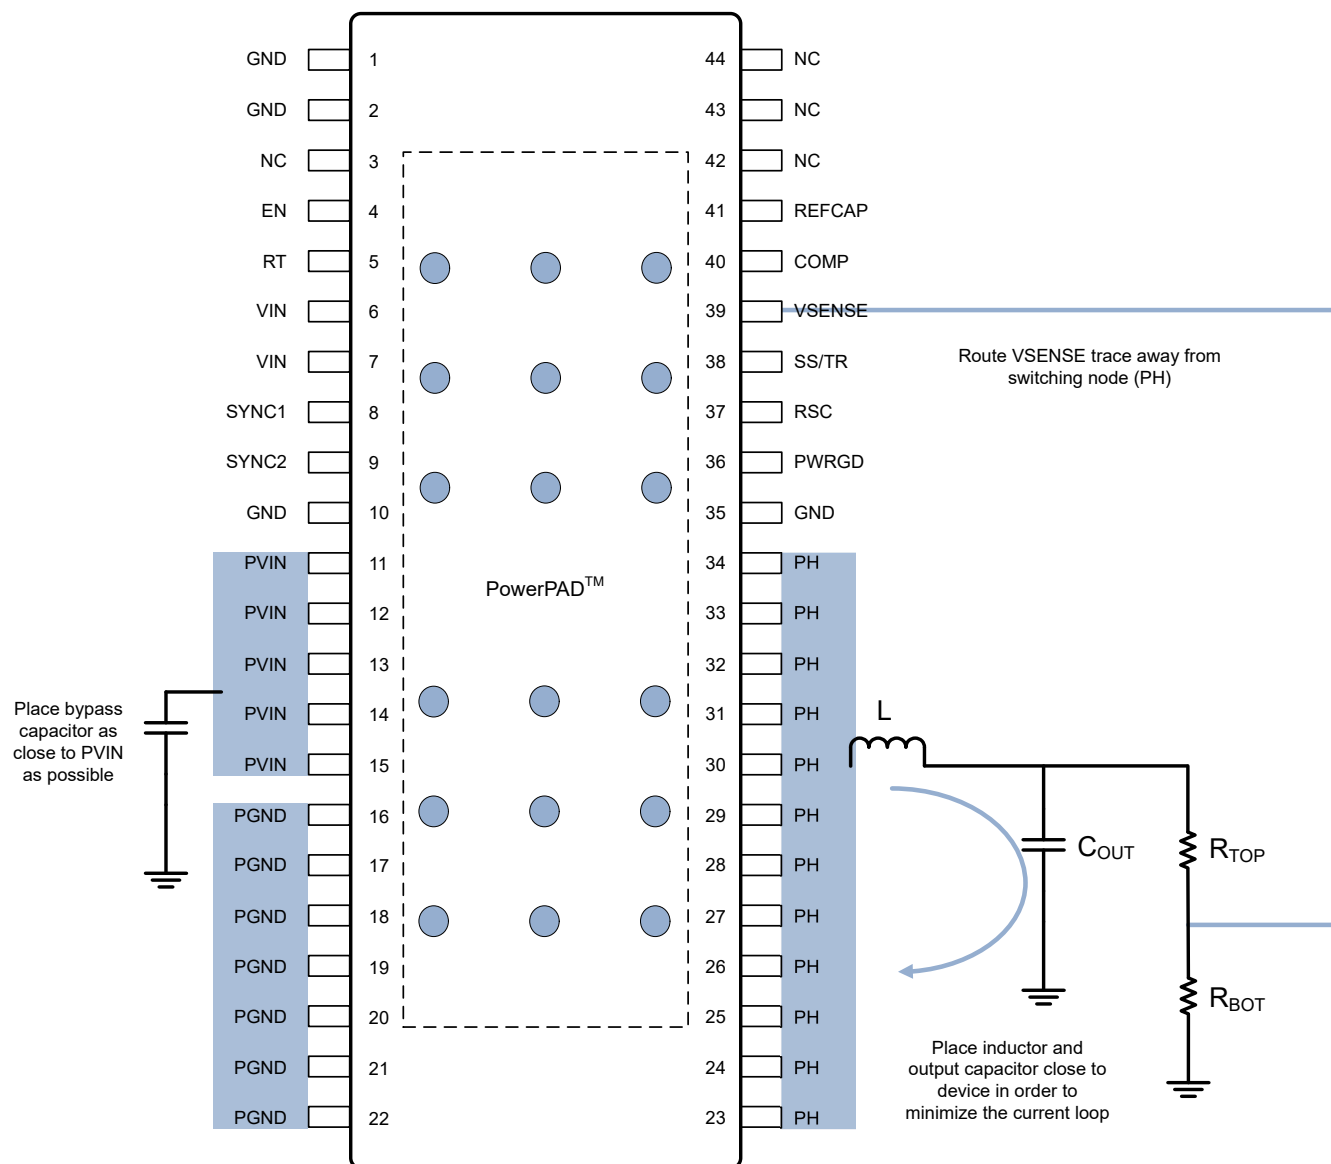 GND 1 44 NC
GND 2 43 NC
NC 3 42 NC
EN 4 41 REFCAP
RT 5 40 COMP
VIN 6 39 VSENSE
VIN 7 38 SS/TR
SYNC1 8 37 RSC
SYNC2 9 36 PWRGD
GND 10 35 GND
PVIN 11 34 PH
PVIN 12 33 PH
PVIN 13 32 PH
PVIN 14 31 PH
PVIN 15 30 PH
PGND 16 29 PH
PGND 17 28 PH
PGND 18 27 PH
PGND 19 26 PH
PGND 20 25 PH
PGND 21 24 PH
PGND 22 23 PH
PowerPAD™
Route VSENSE trace away from
switching node (PH)
Place bypass
capacitor as
close to PVIN
as possible
L
COUT
RTOP
RBOT
Place inductor and
output capacitor close to
device in order to
minimize the current loop